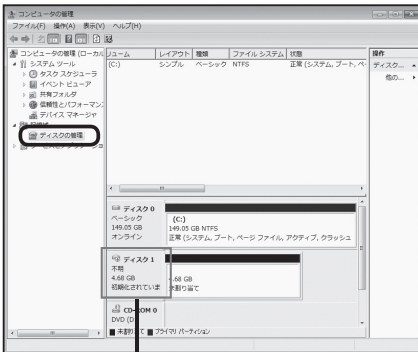 コンピュータの管理
ファイル(F) 操作(A) 表示(V) ヘルプ(H)
コンピュータの管理 (ローカル
システム ツール
タスク スケジューラ
イベント ビューア
共有フォルダ
信頼性とパフォーマンス
デバイス マネージャ
ディスクの管理
リューム レイアウト 種類 ファイル システム 状態
(C:) シンプル ベーシック NTFS 正常 (システム, ブート, ペ
操作
ディスク...
他の...
ディスク 0
ベーシック
149.05 GB
オンライン
(C:)
149.05 GB NTFS
正常 (システム, ブート, ページ ファイル, アクティブ, クラッシュ
ディスク 1
不明
4.68 GB
初期化されていま
4.68 GB
未割り当て
CD-ROM 0
DVD (D
未割り当て プライマリ パーティション